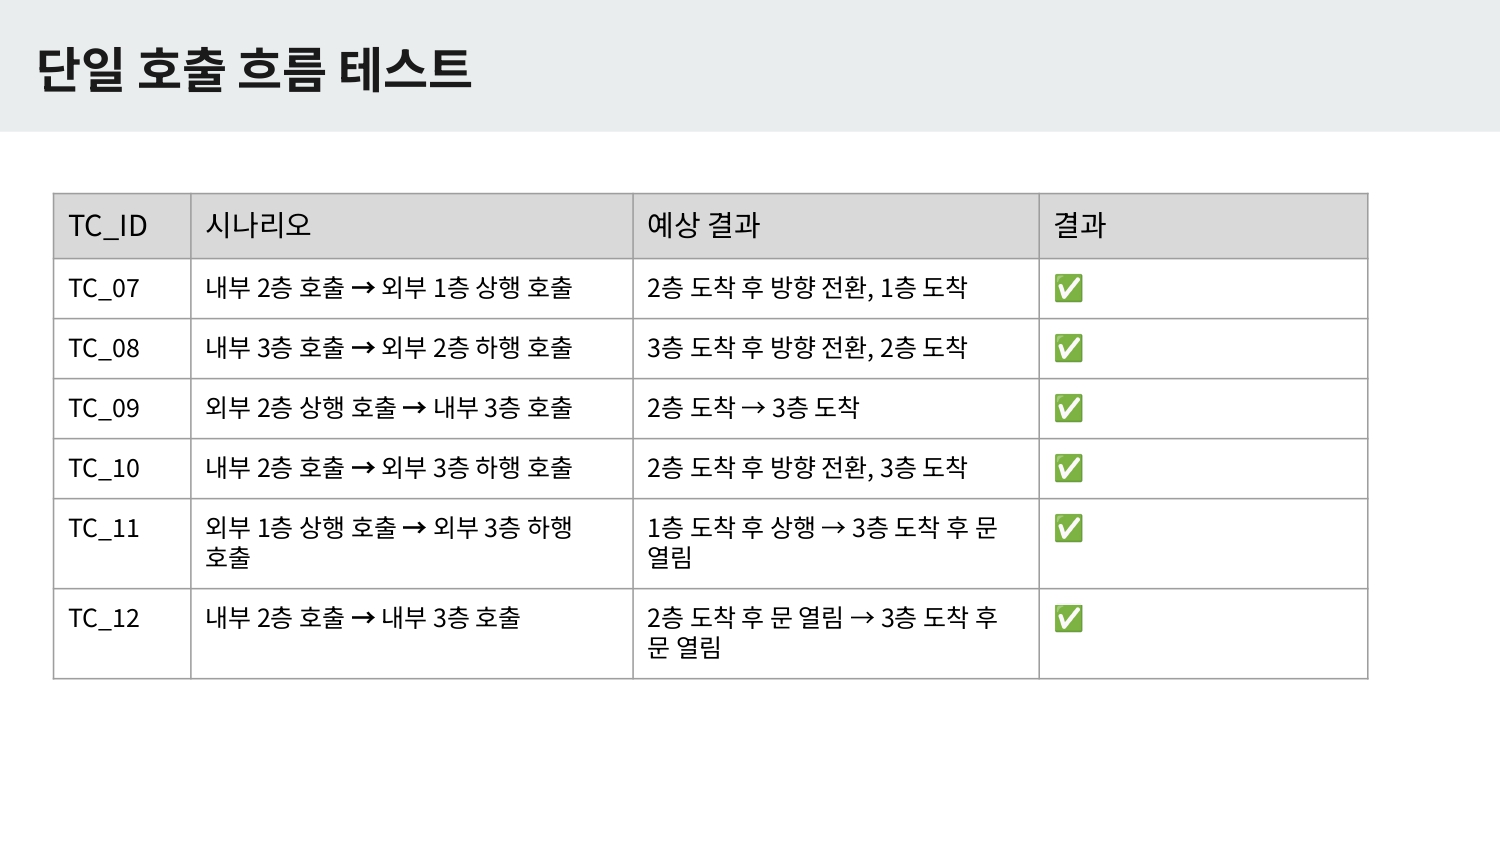 단일 호출 흐름 테스트
TC_ID 시나리오 예상 결과 결과
TC_07 내부 2층 호출 → 외부 1층 상행 호출 2층 도착 후 방향 전환, 1층 도착 ✅
TC_08 내부 3층 호출 → 외부 2층 하행 호출 3층 도착 후 방향 전환, 2층 도착 ✅
TC_09 외부 2층 상행 호출 → 내부 3층 호출 2층 도착 → 3층 도착 ✅
TC_10 내부 2층 호출 → 외부 3층 하행 호출 2층 도착 후 방향 전환, 3층 도착 ✅
TC_11 외부 1층 상행 호출 → 외부 3층 하행 1층 도착 후 상행 → 3층 도착 후 문 ✅
호출 열림
TC_12 내부 2층 호출 → 내부 3층 호출 2층 도착 후 문 열림 → 3층 도착 후 ✅
문 열림